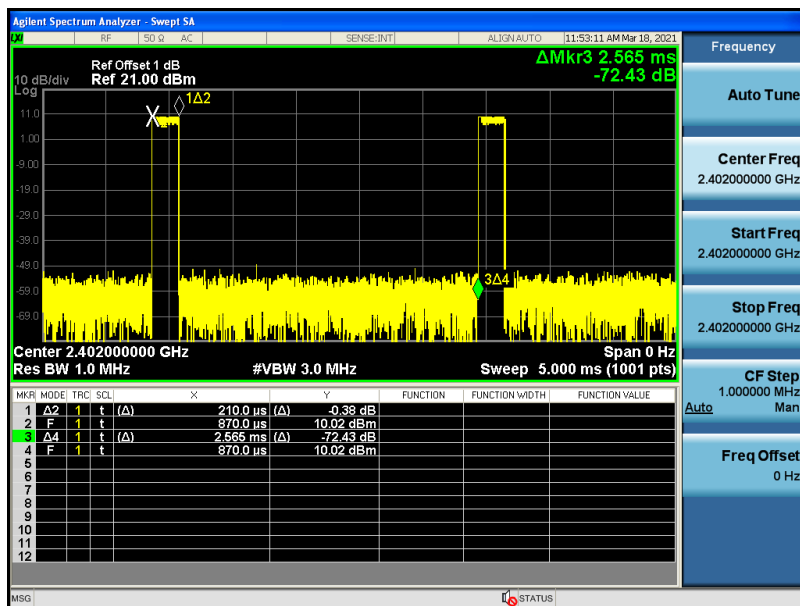 Agilent Spectrum Analyzer - Swept SA
LXI RF 50 Ω AC SENSE:INT ALIGN AUTO 11:53:11 AM Mar 18, 2021
Ref Offset 1 dB
10 dB/div Ref 21.00 dBm
Log
ΔMkr3 2.565 ms
-72.43 dB
X 1Δ2
11.0
1.00
-9.00
-19.0
-29.0
-39.0
-49.0
-59.0
-69.0
3Δ4
Center 2.402000000 GHz Span 0 Hz
Res BW 1.0 MHz #VBW 3.0 MHz Sweep 5.000 ms (1001 pts)
MKR MODE TRC SCL X Y FUNCTION FUNCTION WIDTH FUNCTION VALUE
1 Δ2 1 t (Δ) 210.0 µs (Δ) -0.38 dB
2 F 1 t 870.0 µs 10.02 dBm
3 Δ4 1 t (Δ) 2.565 ms (Δ) -72.43 dB
4 F 1 t 870.0 µs 10.02 dBm
5
6
7
8
9
10
11
12
MSG STATUS
Frequency
Auto Tune
Center Freq
2.402000000 GHz
Start Freq
2.402000000 GHz
Stop Freq
2.402000000 GHz
CF Step
1.000000 MHz
Auto Man
Freq Offset
0 Hz